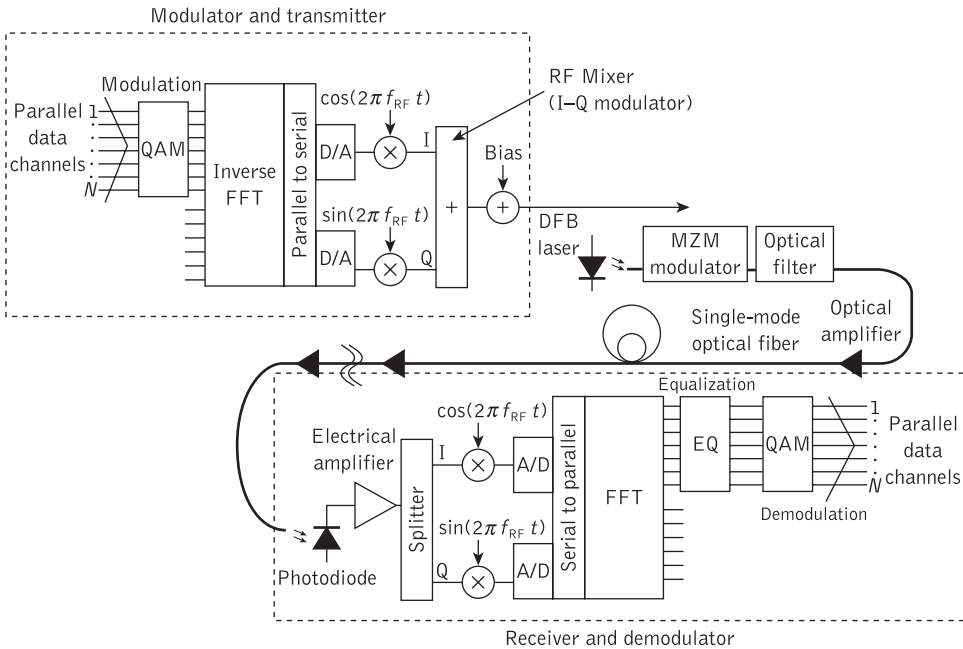 Modulator and transmitter
Modulation
Parallel
data
channels
1
N
QAM
Inverse
FFT
Parallel to serial
D/A
D/A
cos(2π f_RF t)
sin(2π f_RF t)
×
×
I
Q
+
RF Mixer
(I–Q modulator)
Bias
+
DFB
laser
MZM
modulator
Optical
filter
Optical
amplifier
Single-mode
optical fiber
Electrical
amplifier
Photodiode
Splitter
I
Q
cos(2π f_RF t)
sin(2π f_RF t)
×
×
A/D
A/D
Serial to parallel
FFT
Equalization
EQ
QAM
Demodulation
1
N
Parallel
data
channels
Receiver and demodulator